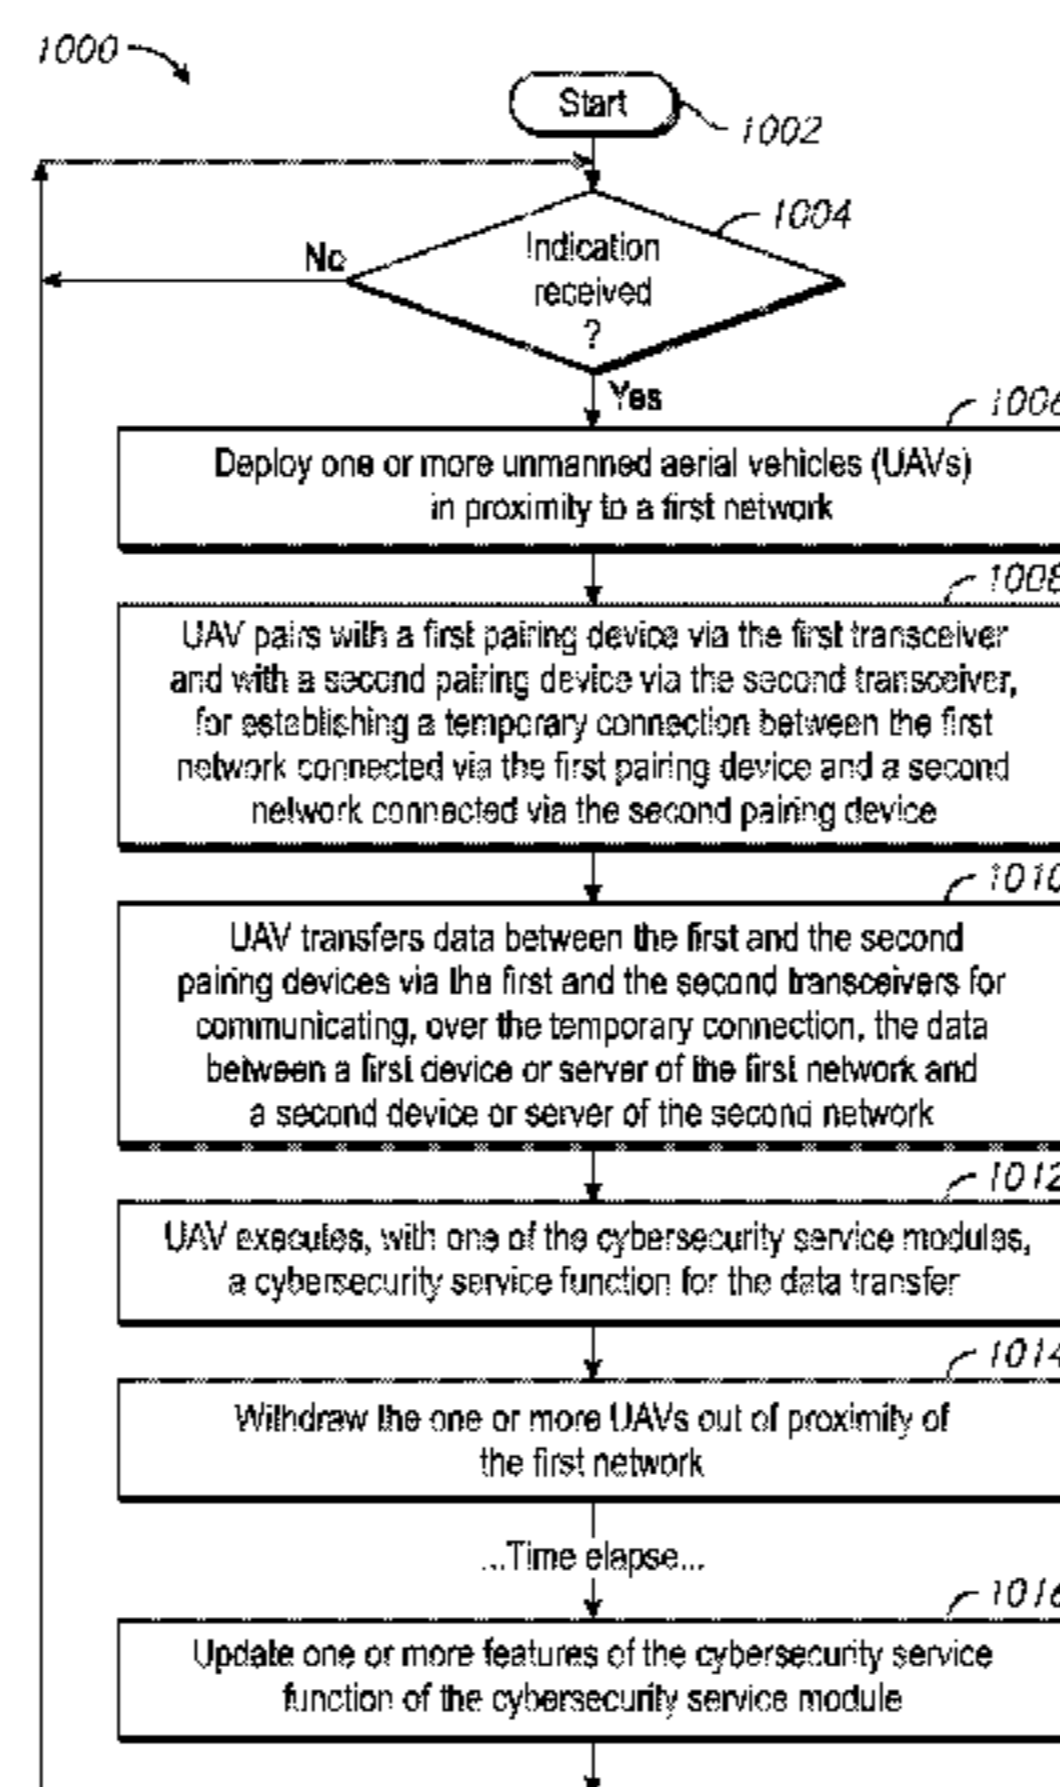 1000
Start
1002
1004
Indication
received
?
No
Yes
1006
Deploy one or more unmanned aerial vehicles (UAVs)
in proximity to a first network
1008
UAV pairs with a first pairing device via the first transceiver
and with a second pairing device via the second transceiver,
for establishing a temporary connection between the first
network connected via the first pairing device and a second
network connected via the second pairing device
1010
UAV transfers data between the first and the second
pairing devices via the first and the second transceivers for
communicating, over the temporary connection, the data
between a first device or server of the first network and
a second device or server of the second network
1012
UAV executes, with one of the cybersecurity service modules,
a cybersecurity service function for the data transfer
1014
Withdraw the one or more UAVs out of proximity of
the first network
...Time elapse...
1016
Update one or more features of the cybersecurity service
function of the cybersecurity service module